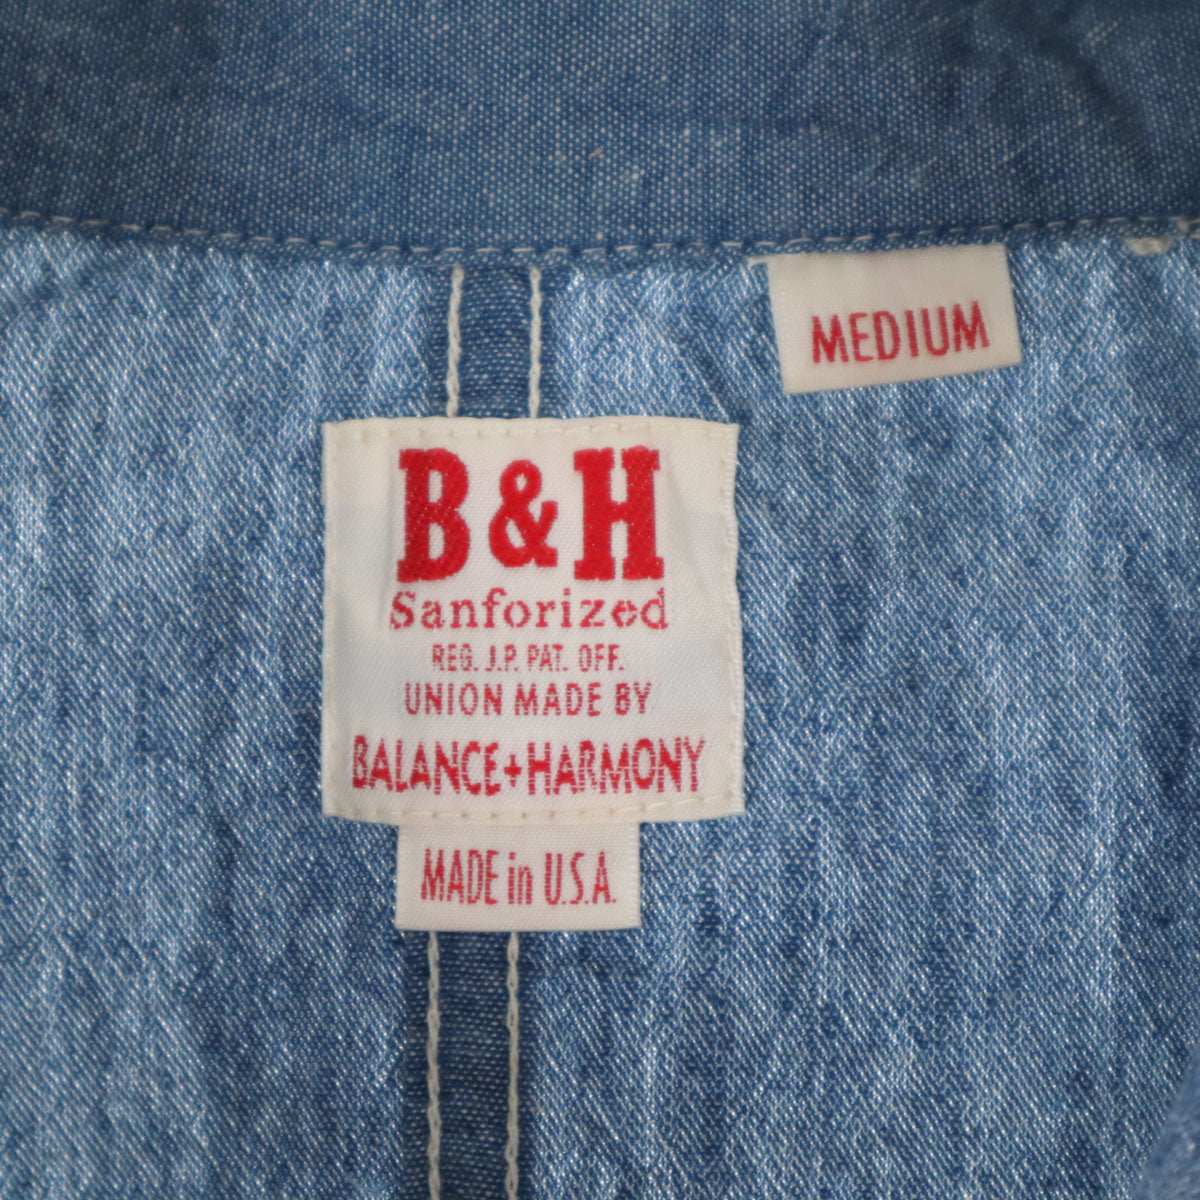 MEDIUM
B&H
Sanforized
REG. J.P. PAT. OFF.
UNION MADE BY
BALANCE+HARMONY
MADE in U.S.A.